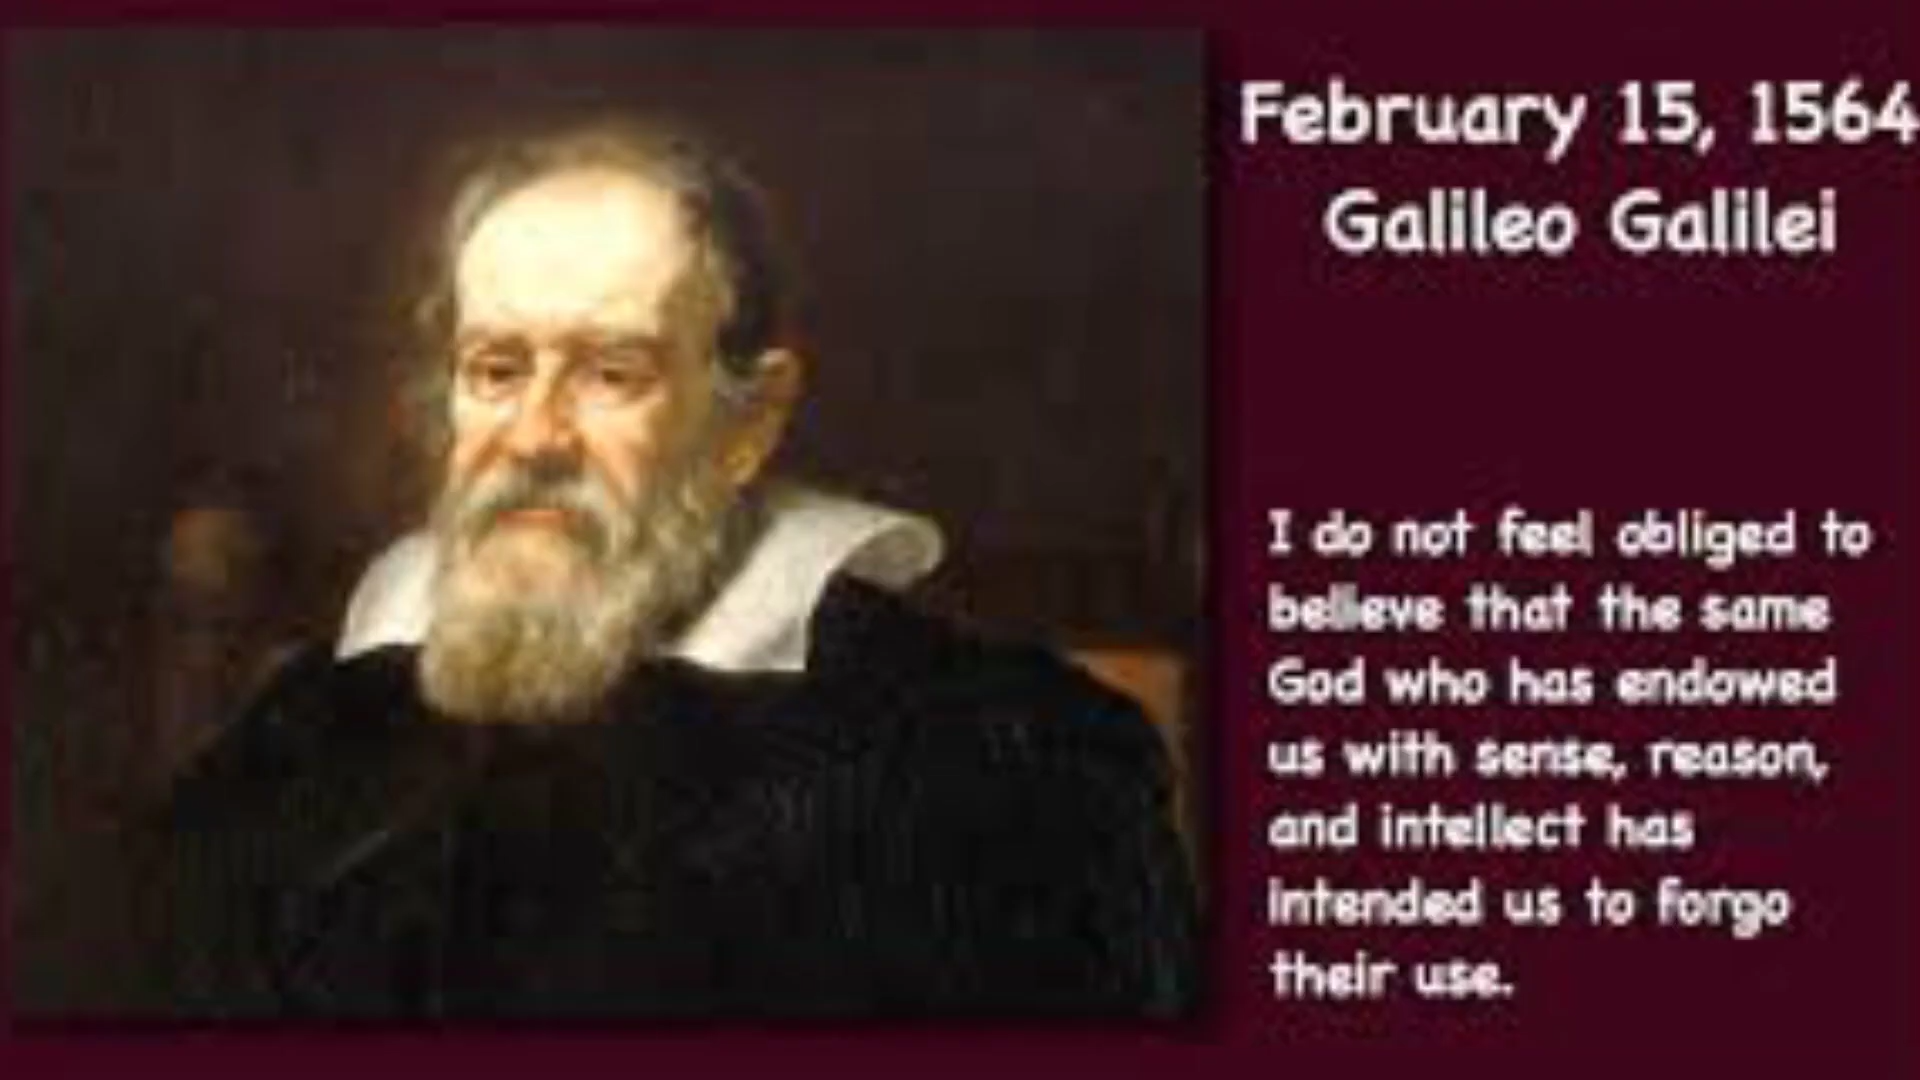 February 15, 1564
Galileo Galilei
I do not feel obliged to
believe that the same
God who has endowed
us with sense, reason,
and intellect has
intended us to forgo
their use.